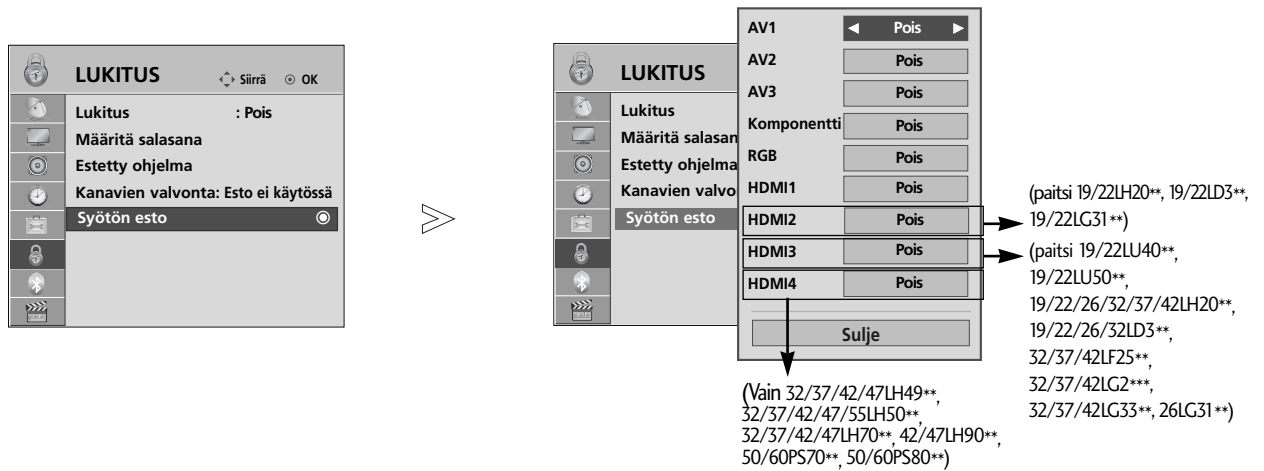 LUKITUS
Siirrä OK
Lukitus : Pois
Määritä salasana
Estetty ohjelma
Kanavien valvonta: Esto ei käytössä
Syötön esto
LUKITUS
Lukitus
Määritä salasan
Estetty ohjelma
Kanavien valvo
Syötön esto
AV1 ◄ Pois ►
AV2 Pois
AV3 Pois
Komponentti Pois
RGB Pois
HDMI1 Pois
HDMI2 Pois
HDMI3 Pois
HDMI4 Pois
Sulje
(paitsi 19/22LH20**, 19/22LD3**,
19/22LG31**)
(paitsi 19/22LU40**,
19/22LU50**,
19/22/26/32/37/42LH20**,
19/22/26/32LD3**,
32/37/42LF25**,
32/37/42LG2***,
32/37/42LG33**, 26LG31**)
(Vain 32/37/42/47LH49**,
32/37/42/47/55LH50**,
32/37/42/47LH70**, 42/47LH90**,
50/60PS70**, 50/60PS80**)